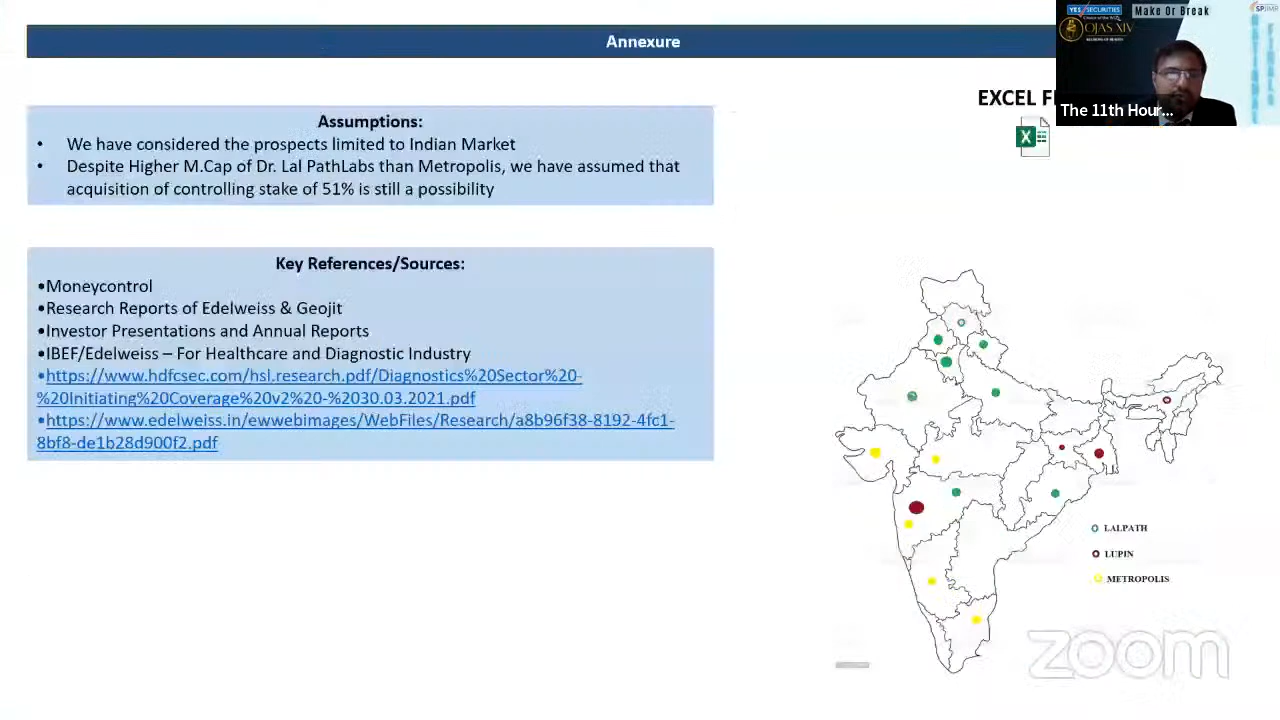 Annexure
YES SECURITIES
Make Or Break
SPJIMR
OJAS XIV
The 11th Hour...
EXCEL
Assumptions:
• We have considered the prospects limited to Indian Market
• Despite Higher M.Cap of Dr. Lal PathLabs than Metropolis, we have assumed that
acquisition of controlling stake of 51% is still a possibility
Key References/Sources:
•Moneycontrol
•Research Reports of Edelweiss & Geojit
•Investor Presentations and Annual Reports
•IBEF/Edelweiss – For Healthcare and Diagnostic Industry
•https://www.hdfcsec.com/hsl.research.pdf/Diagnostics%20Sector%20-
%20Initiating%20Coverage%20v2%20-%2030.03.2021.pdf
•https://www.edelweiss.in/ewwebimages/WebFiles/Research/a8b96f38-8192-4fc1-
8bf8-de1b28d900f2.pdf
LALPATH
LUPIN
METROPOLIS
zoom